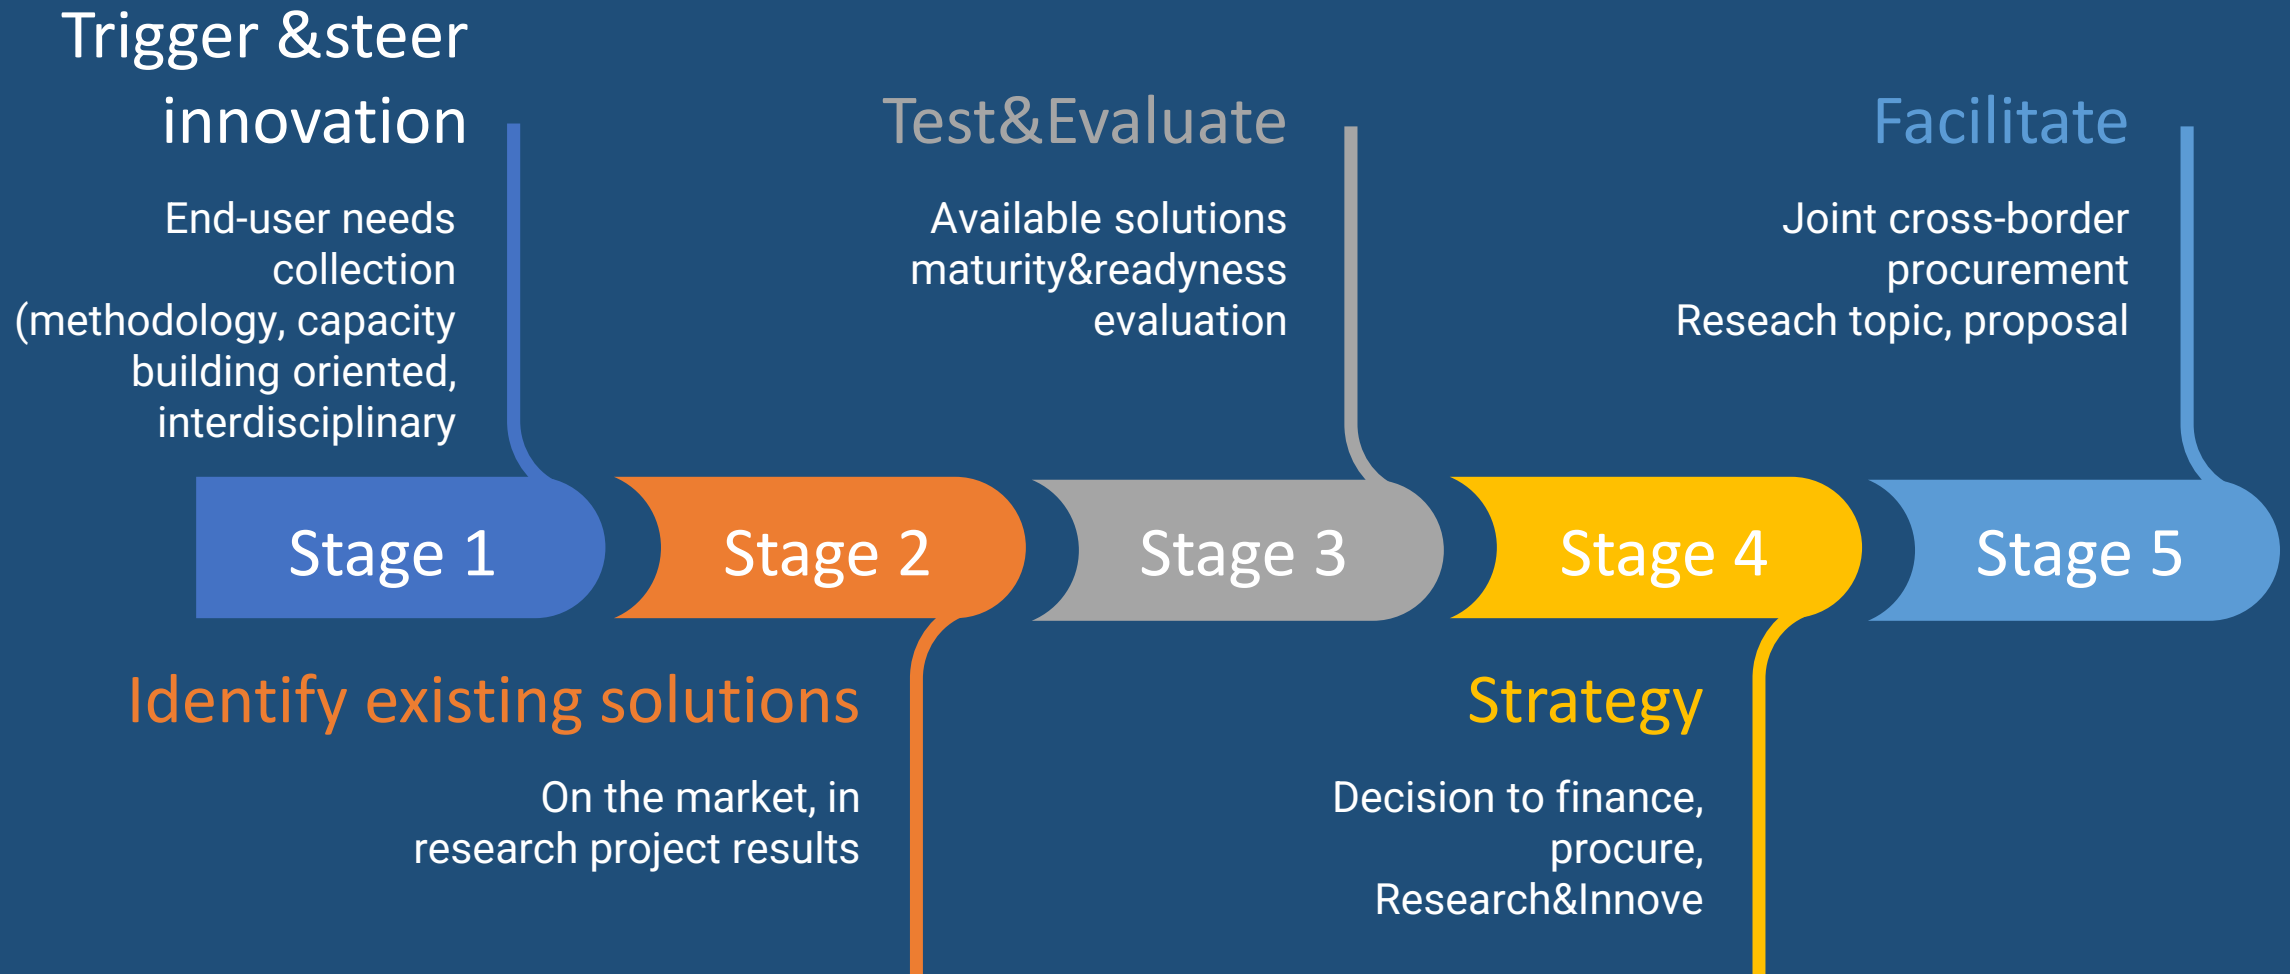 Trigger &steer
innovation
End-user needs
collection
(methodology, capacity
building oriented,
interdisciplinary
Test&Evaluate
Available solutions
maturity&readyness
evaluation
Facilitate
Joint cross-border
procurement
Reseach topic, proposal
Stage 1
Stage 2
Stage 3
Stage 4
Stage 5
Identify existing solutions
On the market, in
research project results
Strategy
Decision to finance,
procure,
Research&Innove